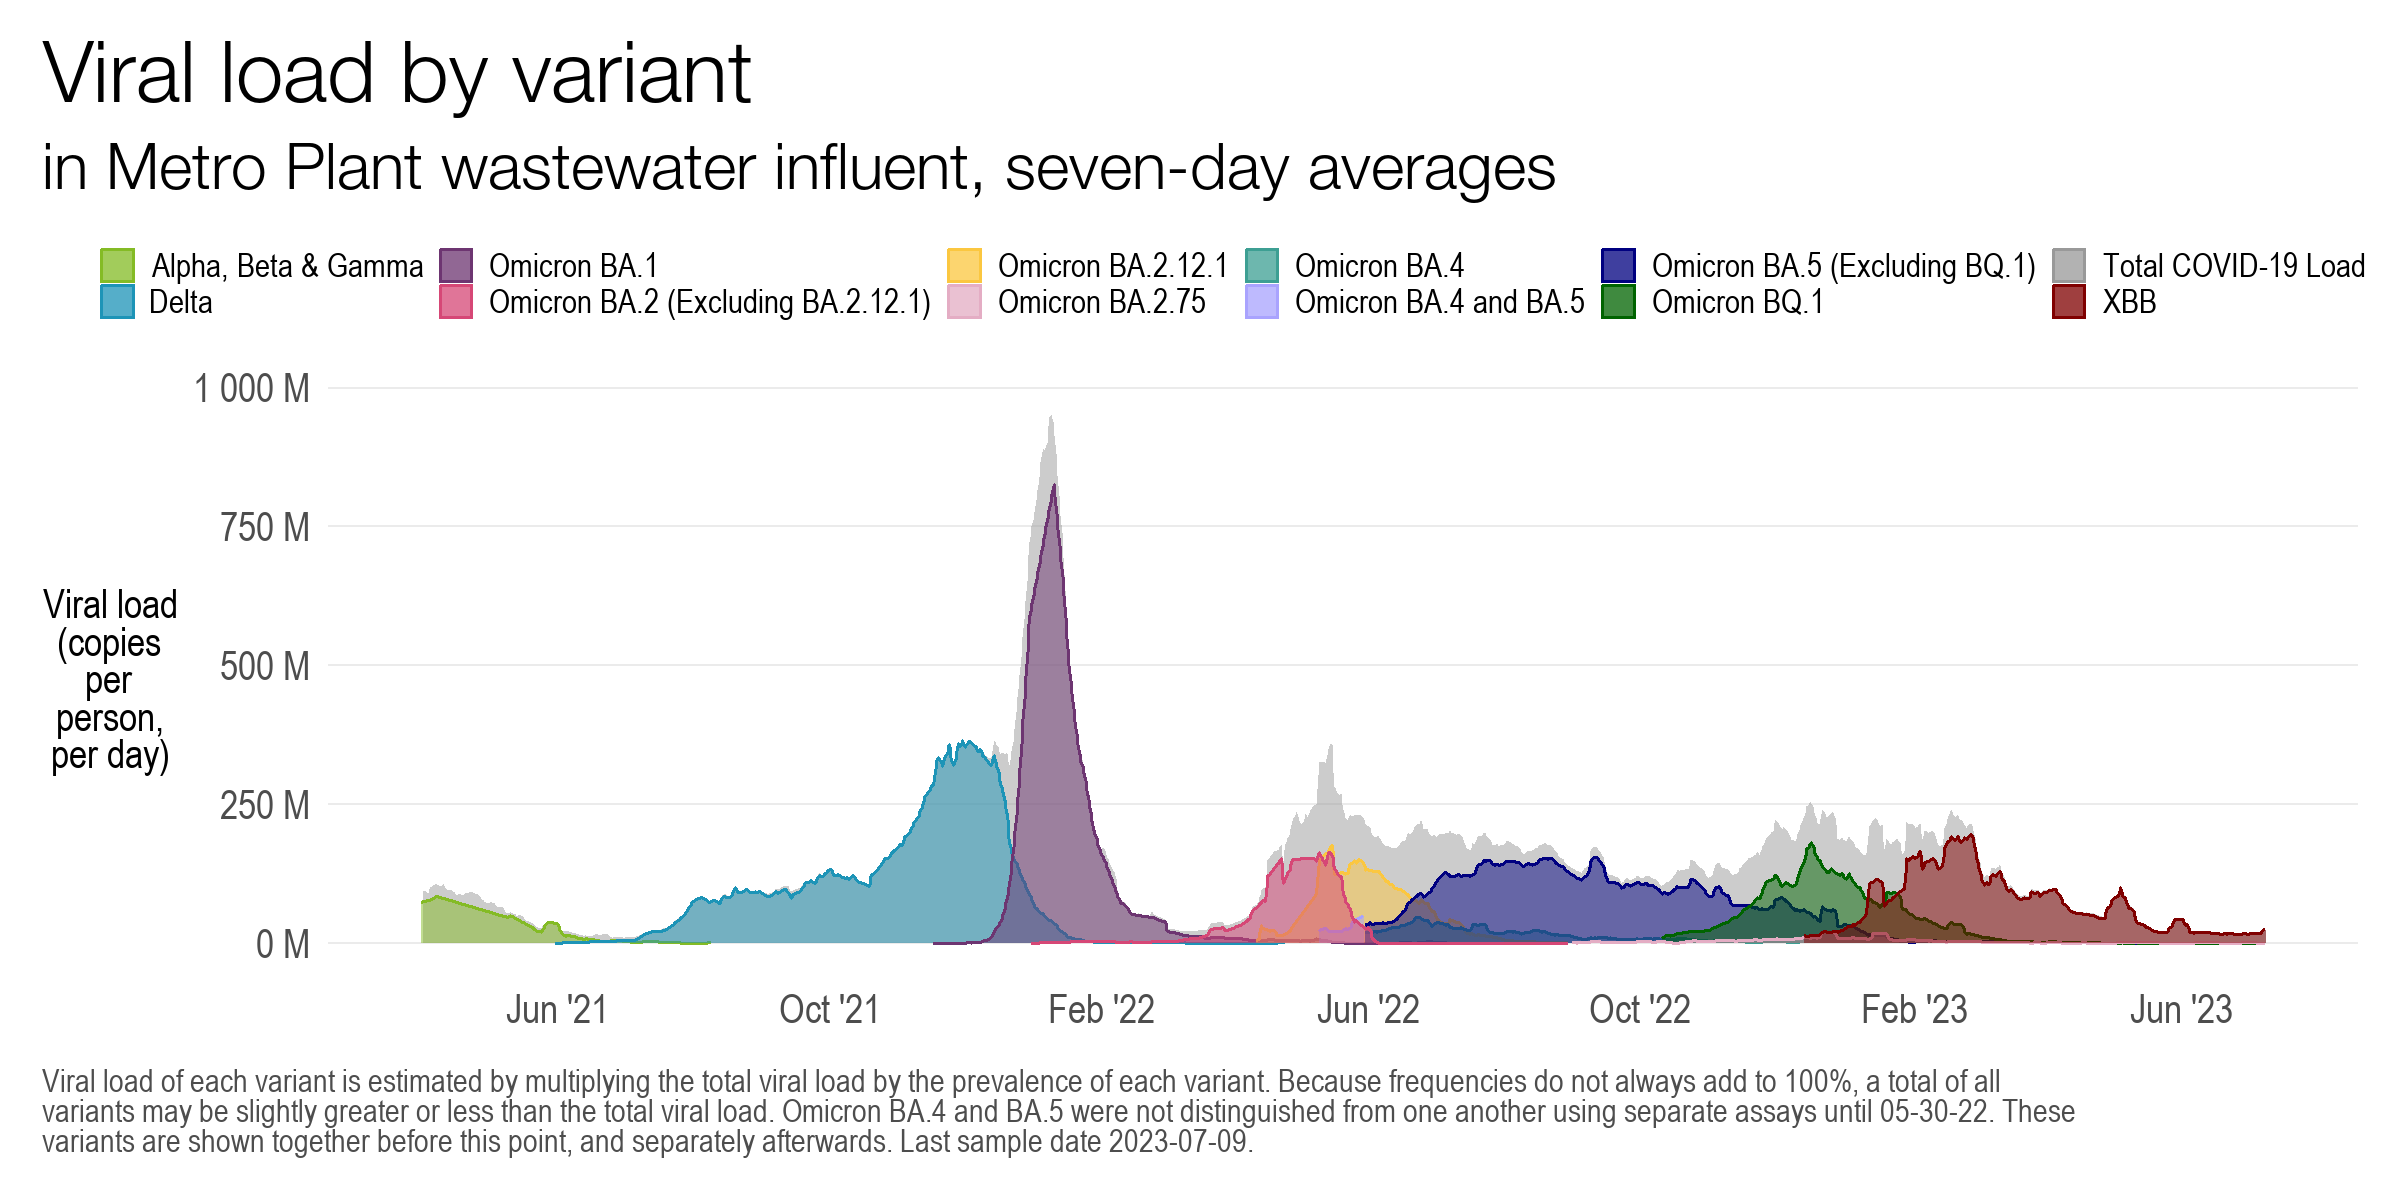 Viral load by variant
in Metro Plant wastewater influent, seven-day averages
Alpha, Beta & Gamma Omicron BA.1 Omicron BA.2.12.1 Omicron BA.4 Omicron BA.5 (Excluding BQ.1) Total COVID-19 Load
Delta Omicron BA.2 (Excluding BA.2.12.1) Omicron BA.2.75 Omicron BA.4 and BA.5 Omicron BQ.1 XBB
1 000 M
750 M
500 M
250 M
0 M
Viral load
(copies
per
person,
per day)
Jun '21 Oct '21 Feb '22 Jun '22 Oct '22 Feb '23 Jun '23
Viral load of each variant is estimated by multiplying the total viral load by the prevalence of each variant. Because frequencies do not always add to 100%, a total of all
variants may be slightly greater or less than the total viral load. Omicron BA.4 and BA.5 were not distinguished from one another using separate assays until 05-30-22. These
variants are shown together before this point, and separately afterwards. Last sample date 2023-07-09.